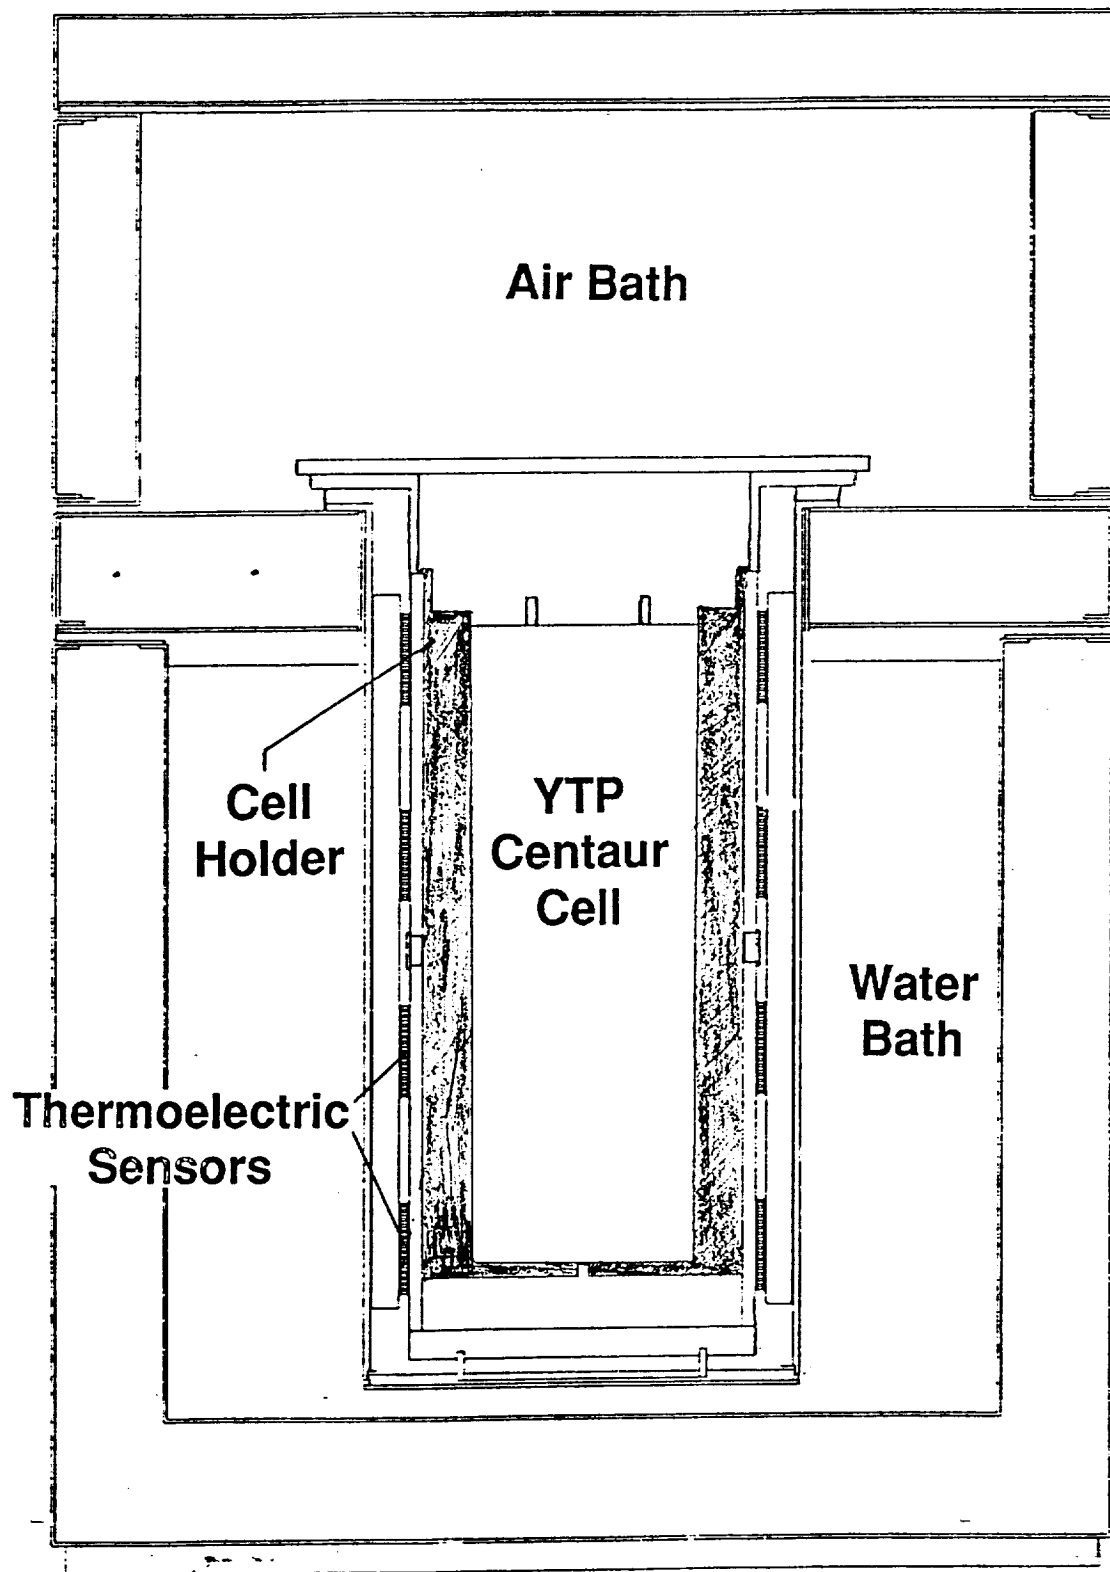 Air Bath
Cell
Holder
YTP
Centaur
Cell
Water
Bath
Thermoelectric
Sensors